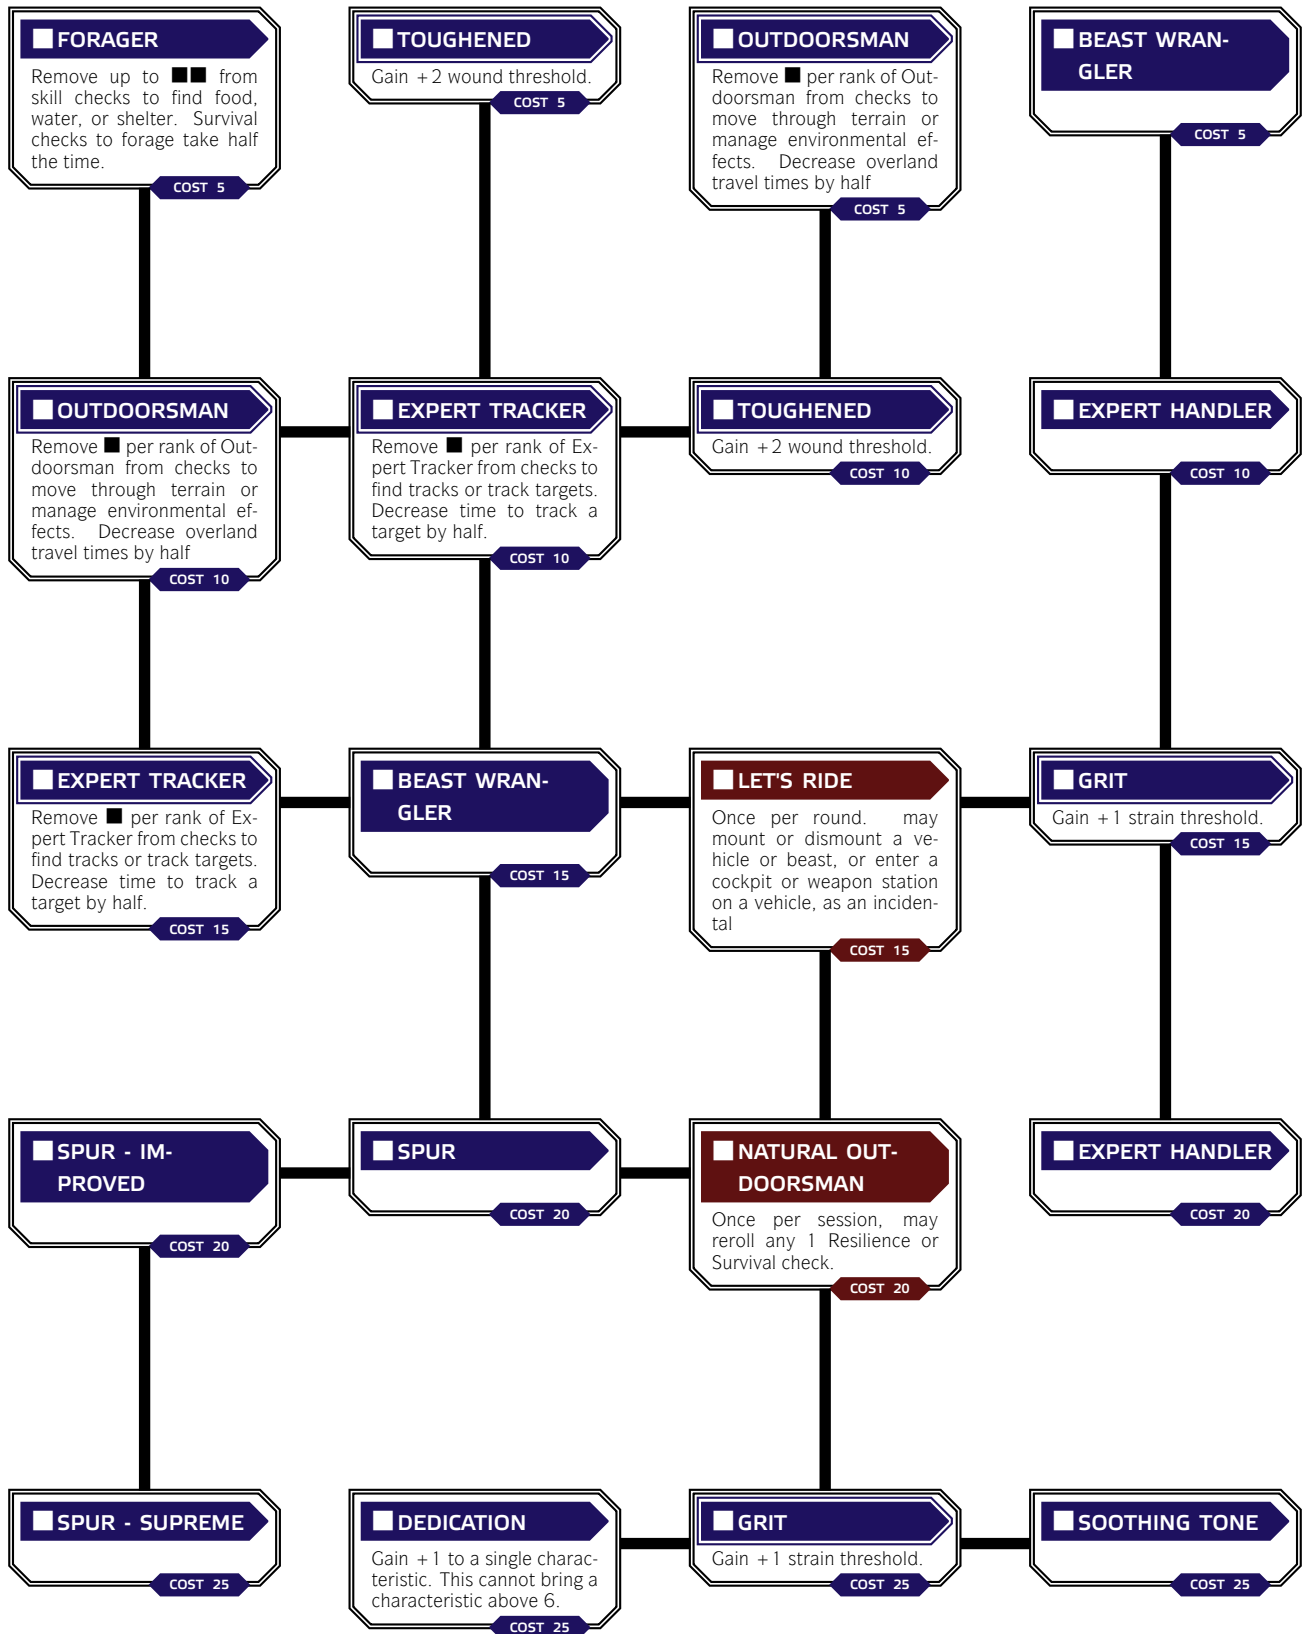 FORAGER
Remove up to ■■ from
skill checks to find food,
water, or shelter. Survival
checks to forage take half
the time.
COST 5
TOUGHENED
Gain +2 wound threshold.
COST 5
OUTDOORSMAN
Remove ■ per rank of Out-
doorsman from checks to
move through terrain or
manage environmental ef-
fects. Decrease overland
travel times by half
COST 5
BEAST WRAN-
GLER
COST 5
OUTDOORSMAN
Remove ■ per rank of Out-
doorsman from checks to
move through terrain or
manage environmental ef-
fects. Decrease overland
travel times by half
COST 10
EXPERT TRACKER
Remove ■ per rank of Ex-
pert Tracker from checks to
find tracks or track targets.
Decrease time to track a
target by half.
COST 10
TOUGHENED
Gain +2 wound threshold.
COST 10
EXPERT HANDLER
COST 10
EXPERT TRACKER
Remove ■ per rank of Ex-
pert Tracker from checks to
find tracks or track targets.
Decrease time to track a
target by half.
COST 15
BEAST WRAN-
GLER
COST 15
LET'S RIDE
Once per round. may
mount or dismount a ve-
hicle or beast, or enter a
cockpit or weapon station
on a vehicle, as an inciden-
tal
COST 15
GRIT
Gain +1 strain threshold.
COST 15
SPUR - IM-
PROVED
COST 20
SPUR
COST 20
NATURAL OUT-
DOORSMAN
Once per session, may
reroll any 1 Resilience or
Survival check.
COST 20
EXPERT HANDLER
COST 20
SPUR - SUPREME
COST 25
DEDICATION
Gain +1 to a single charac-
teristic. This cannot bring a
characteristic above 6.
COST 25
GRIT
Gain +1 strain threshold.
COST 25
SOOTHING TONE
COST 25